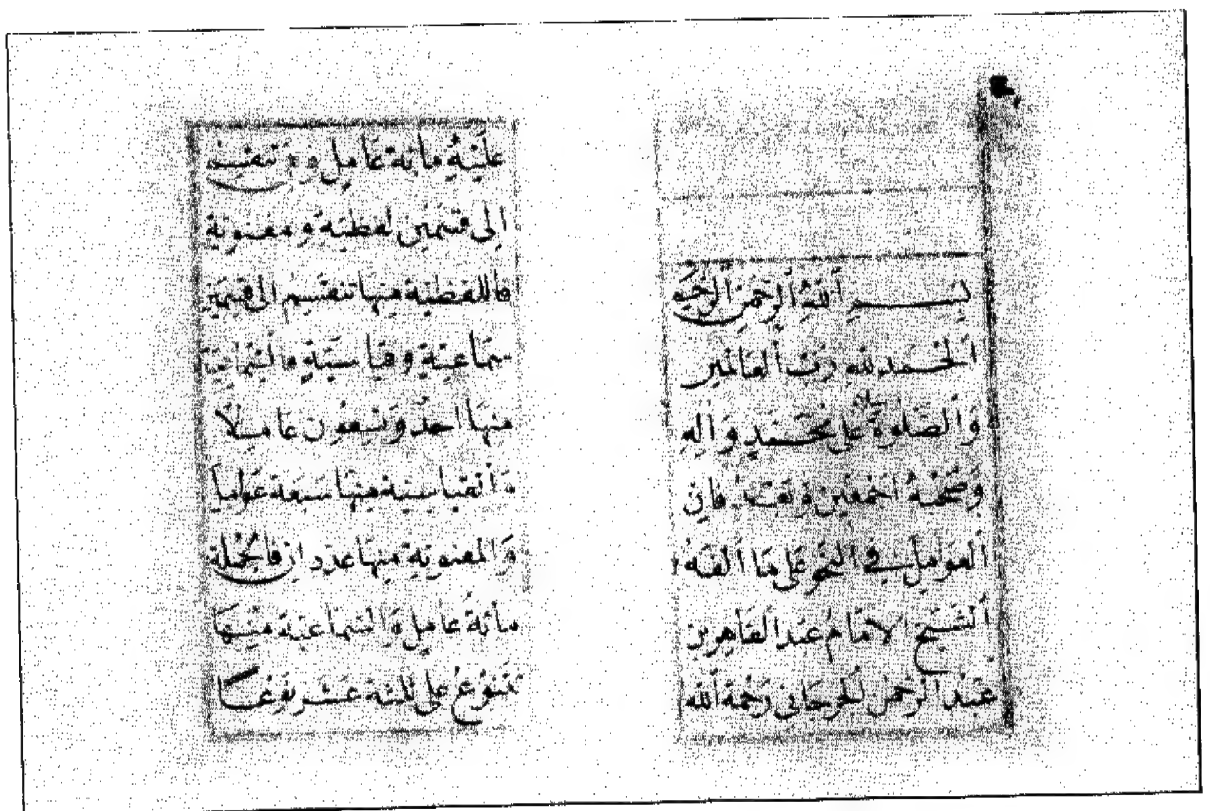 بسم الله الرحمن الرحيم
الحمد لله رب العالمين
والصلوة على محمد واله
وصحبه اجمعين وبعد فان
العوامل في النحو على ما الفه
الشيخ الامام عبد القاهر بن
عبد الرحمن الجرجاني رحمة الله
عليه مائة عامل وتنقسم
الى قسمين لفظية ومعنوية
فاللفظية منها تنقسم الى قسمين
سماعية وقياسية والسماعية
منها احد وتسعون عاملا
والقياسية منها سبعة عوامل
والمعنوية منها عددان فالجملة
مائة عامل والسماعية منها
تتنوع على ثلثة عشر نوعا